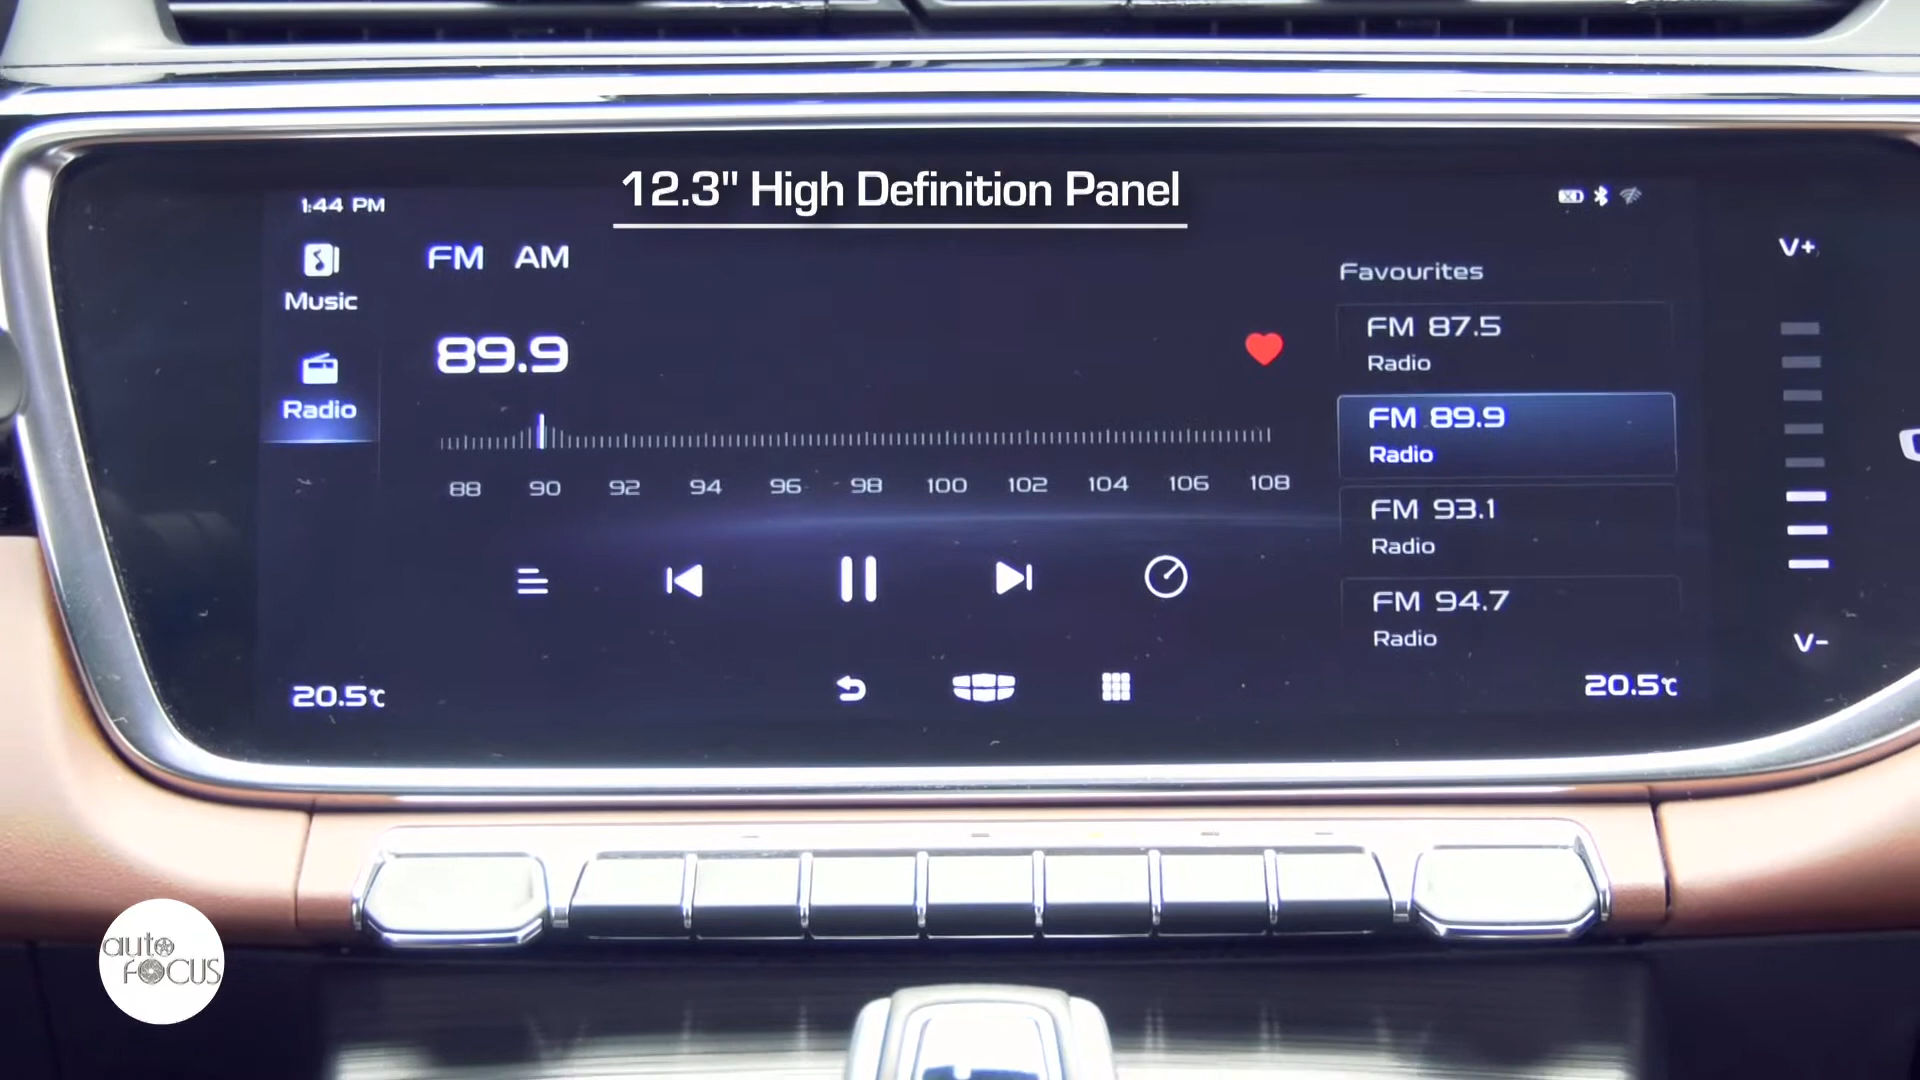 12.3" High Definition Panel
1:44 PM
Music
Radio
FM AM
89.9
88 90 92 94 96 98 100 102 104 106 108
Favourites
FM 87.5
Radio
FM 89.9
Radio
FM 93.1
Radio
FM 94.7
Radio
V+
V-
20.5℃
20.5℃
auto
FOCUS